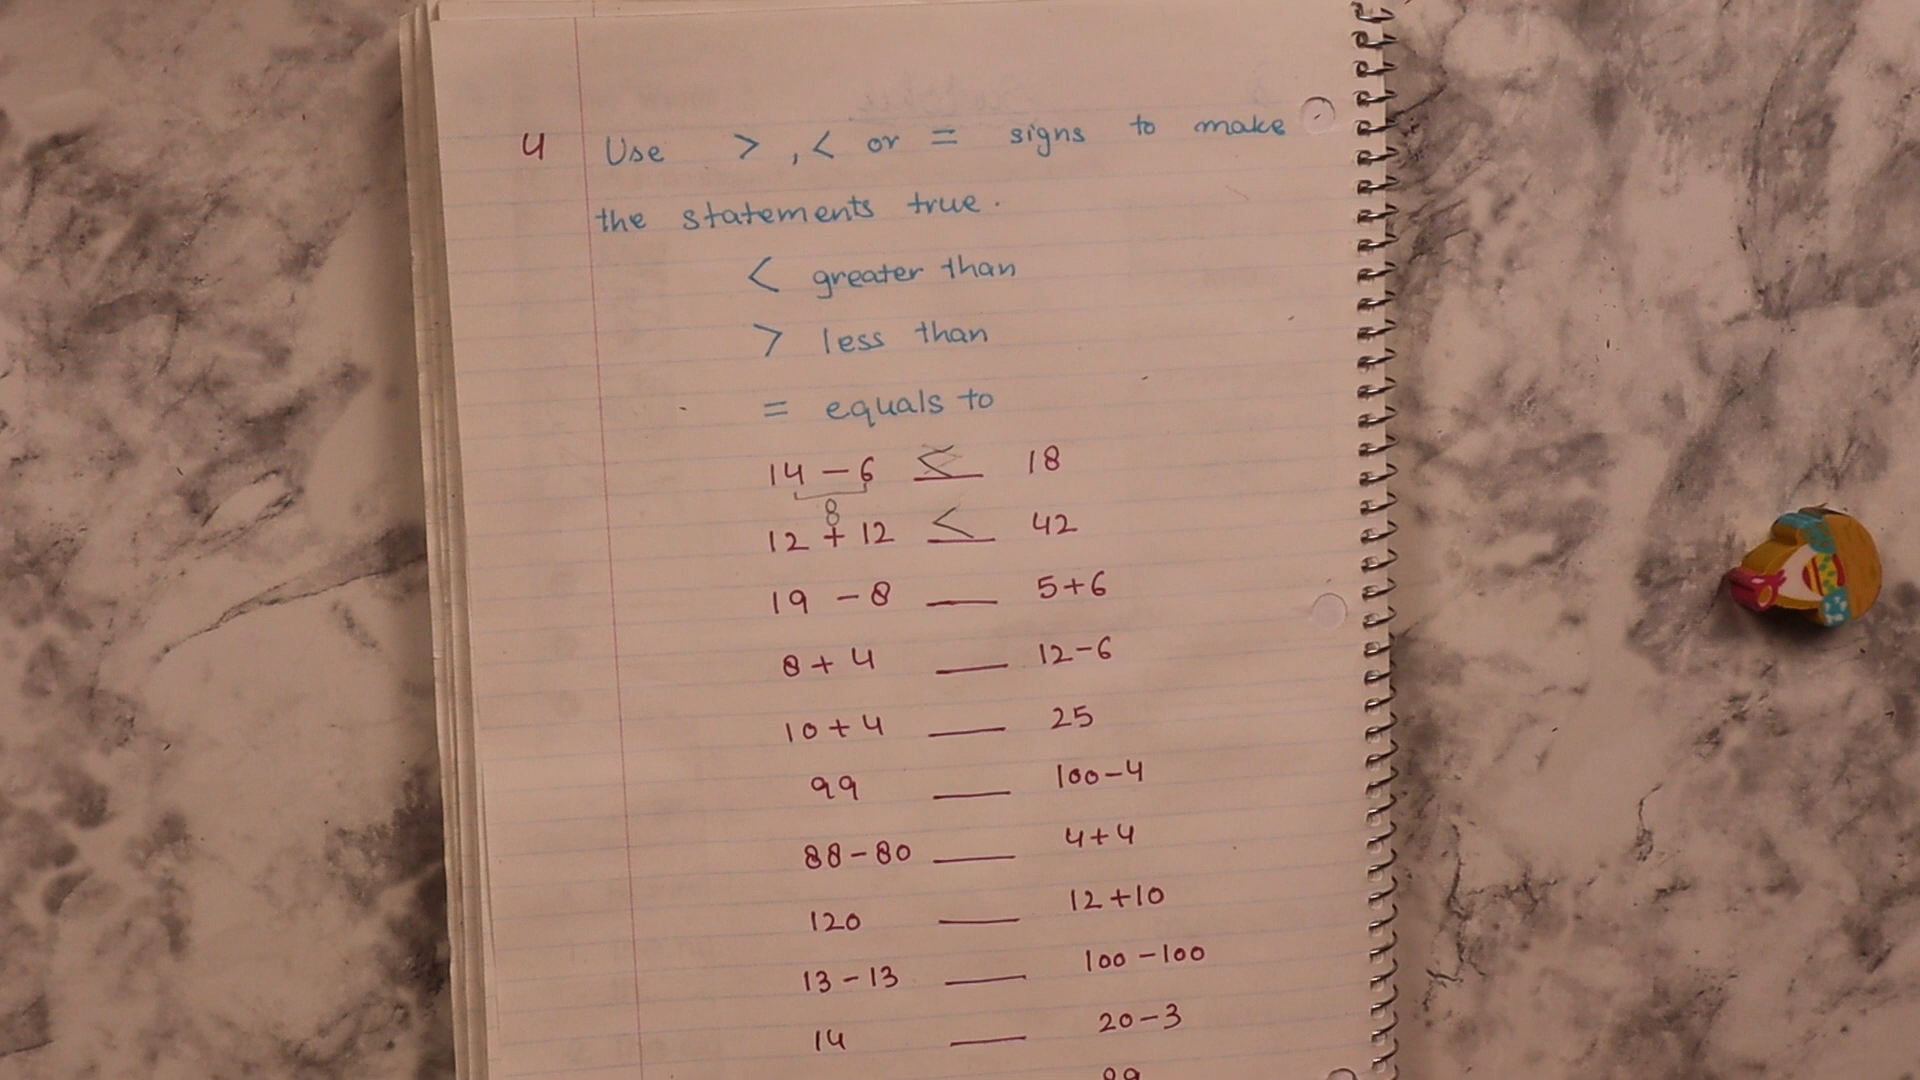 4 Use > , < or = signs to make
the statements true.
< greater than
> less than
= equals to
14 - 6 < 18
8
12 + 12 < 42
19 - 8 ___ 5+6
8 + 4 ___ 12-6
10 + 4 ___ 25
99 ___ 100-4
88-80 ___ 4+4
120 ___ 12+10
13-13 ___ 100-100
14 ___ 20-3